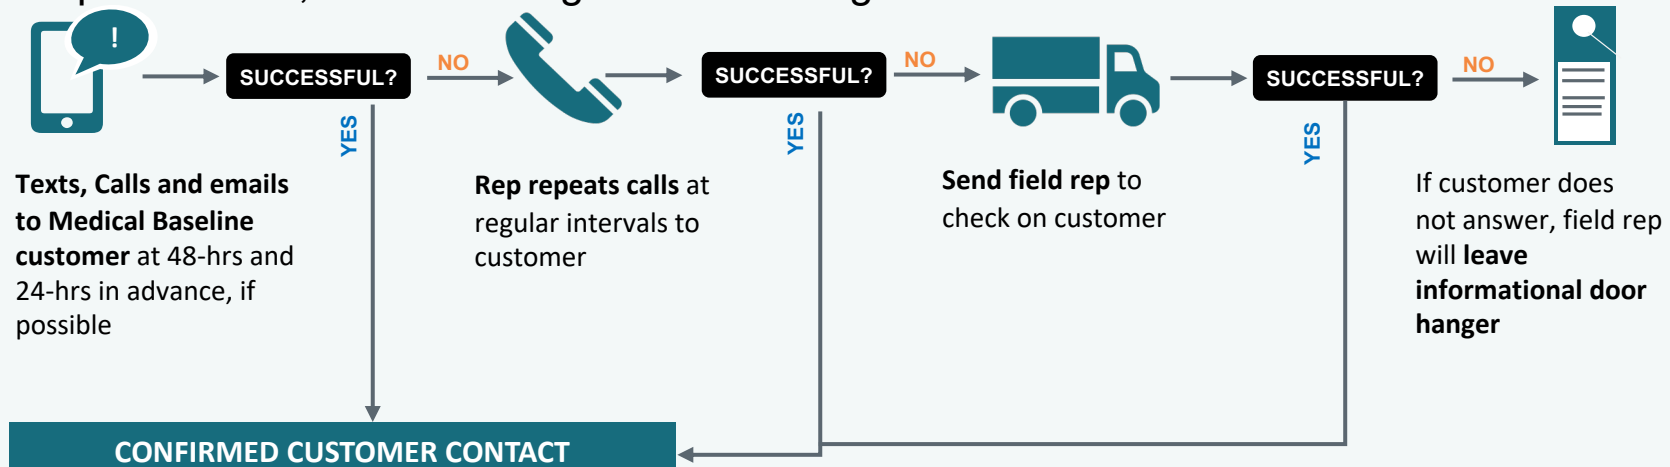 !
SUCCESSFUL?
NO
SUCCESSFUL?
NO
SUCCESSFUL?
NO
YES
YES
YES
Texts, Calls and emails
to Medical Baseline
customer at 48-hrs and
24-hrs in advance, if
possible
Rep repeats calls at
regular intervals to
customer
Send field rep to
check on customer
If customer does
not answer, field rep
will leave
informational door
hanger
CONFIRMED CUSTOMER CONTACT